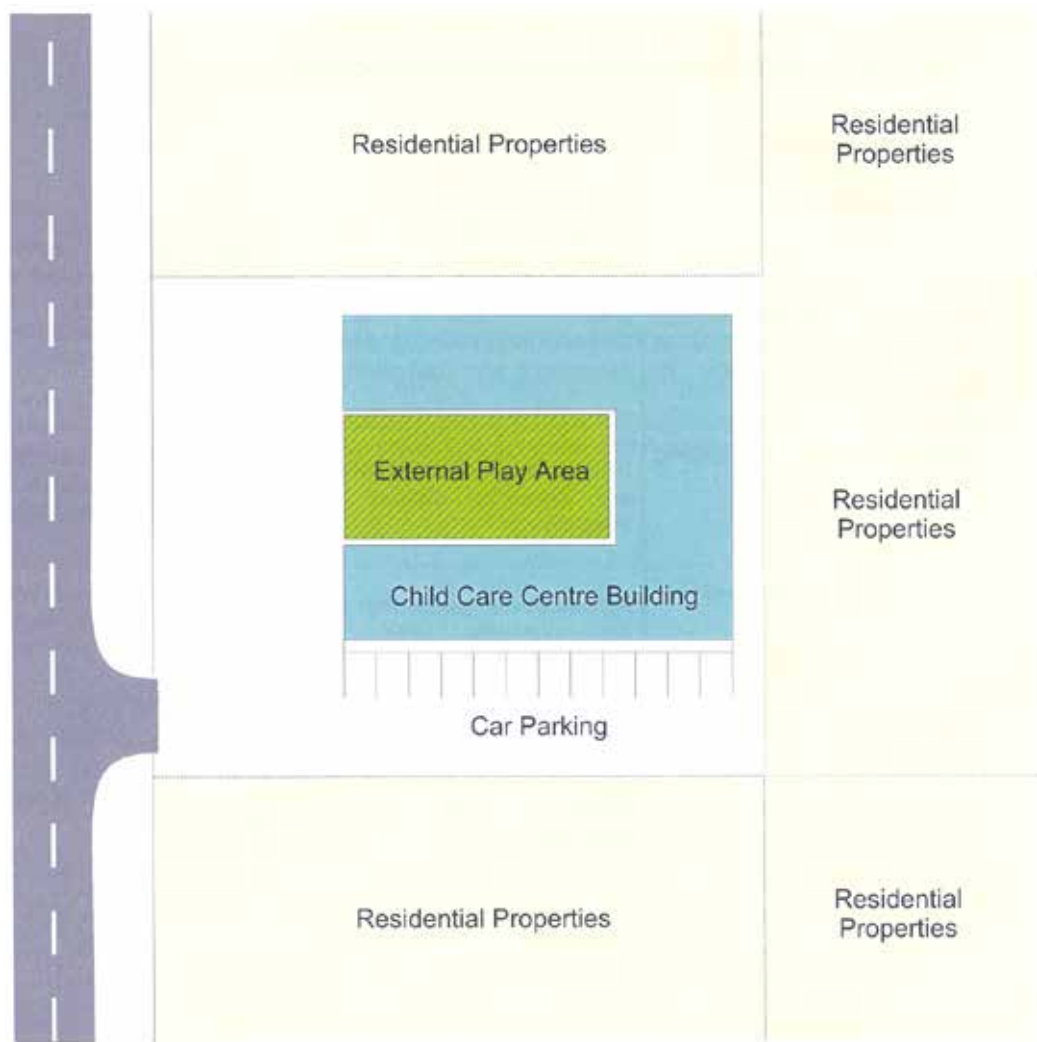 Residential Properties
Residential
Properties
External Play Area
Residential
Properties
Child Care Centre Building
Car Parking
Residential Properties
Residential
Properties